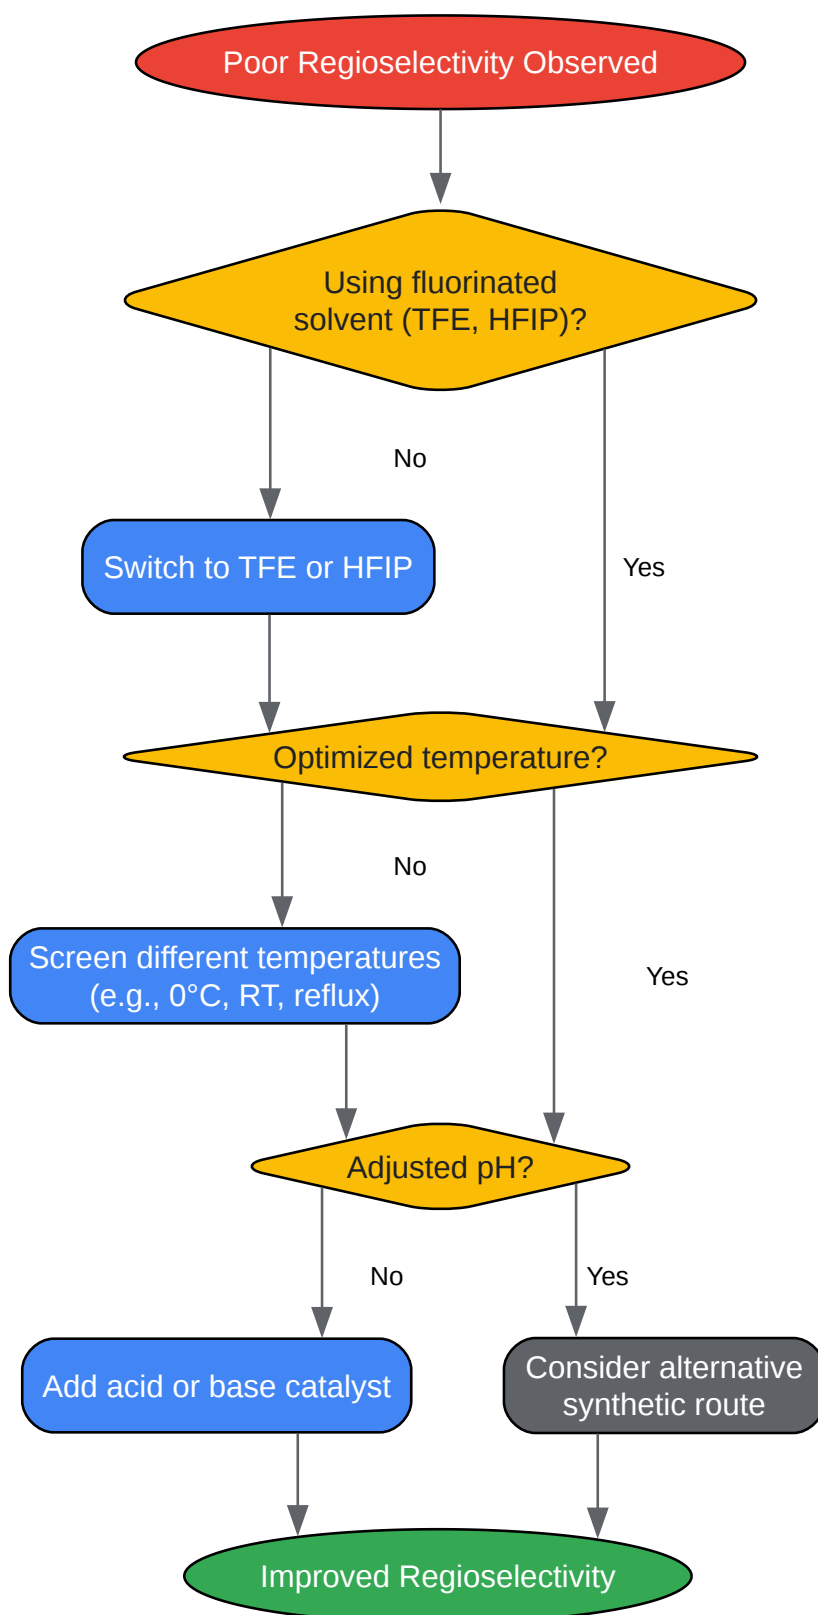 Poor Regioselectivity Observed
Using fluorinated
solvent (TFE, HFIP)?
No
Switch to TFE or HFIP
Yes
Optimized temperature?
No
Screen different temperatures
(e.g., 0°C, RT, reflux)
Yes
Adjusted pH?
No
Yes
Add acid or base catalyst
Consider alternative
synthetic route
Improved Regioselectivity